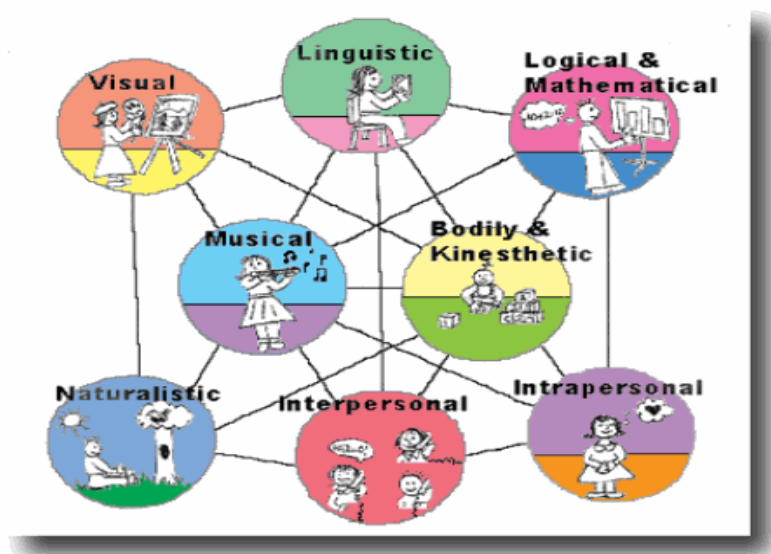 Visual
Linguistic
Logical &
Mathematical
Musical
Bodily &
Kinesthetic
Naturalistic
Interpersonal
Intrapersonal